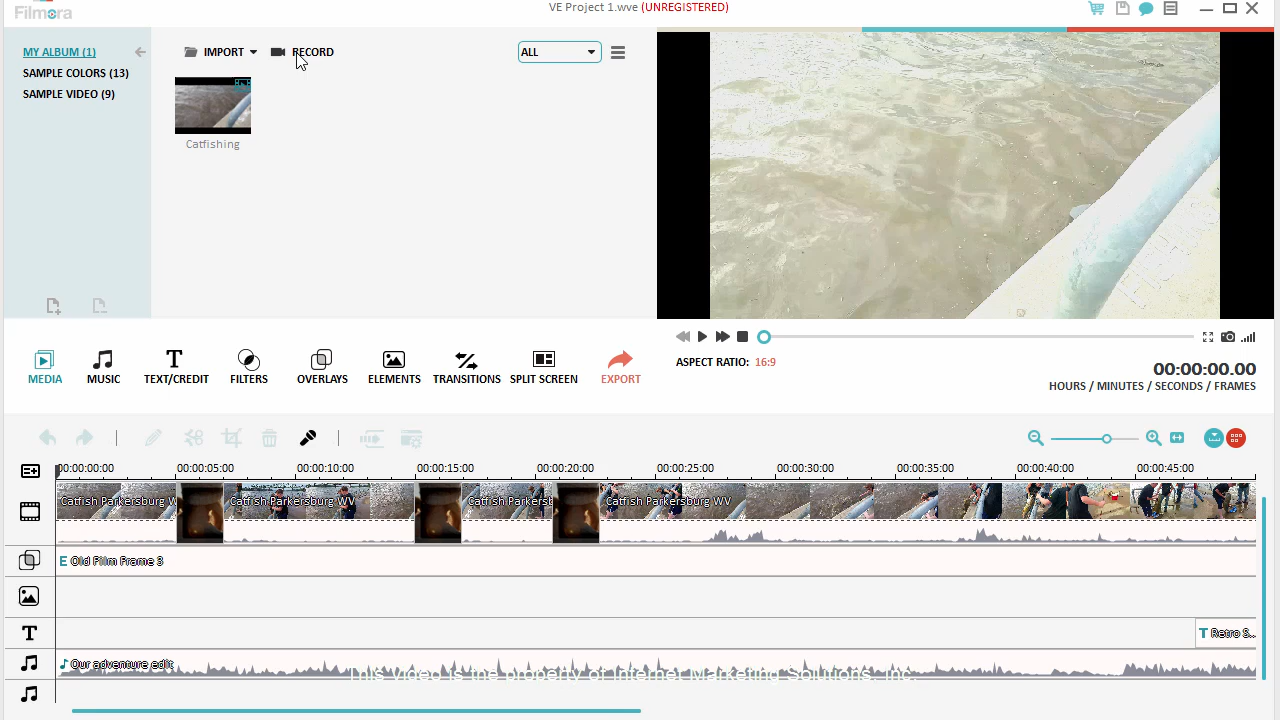 VE Project 1.wve (UNREGISTERED)
Filmora
MY ALBUM (1)
SAMPLE COLORS (13)
SAMPLE VIDEO (9)
IMPORT
RECORD
ALL
Catfishing
MEDIA
MUSIC
TEXT/CREDIT
FILTERS
OVERLAYS
ELEMENTS
TRANSITIONS
SPLIT SCREEN
EXPORT
ASPECT RATIO: 16:9
00:00:00.00
HOURS / MINUTES / SECONDS / FRAMES
00:00:00:00 00:00:05:00 00:00:10:00 00:00:15:00 00:00:20:00 00:00:25:00 00:00:30:00 00:00:35:00 00:00:40:00 00:00:45:00
Catfish Parkersburg W Catfish Parkersburg WV Catfish Parkersb Catfish Parkersburg WV
E Old Film Frame 3
T
T Retro S..
Our adventure edit
This Video is the property of Internet Marketing Solutions, Inc.